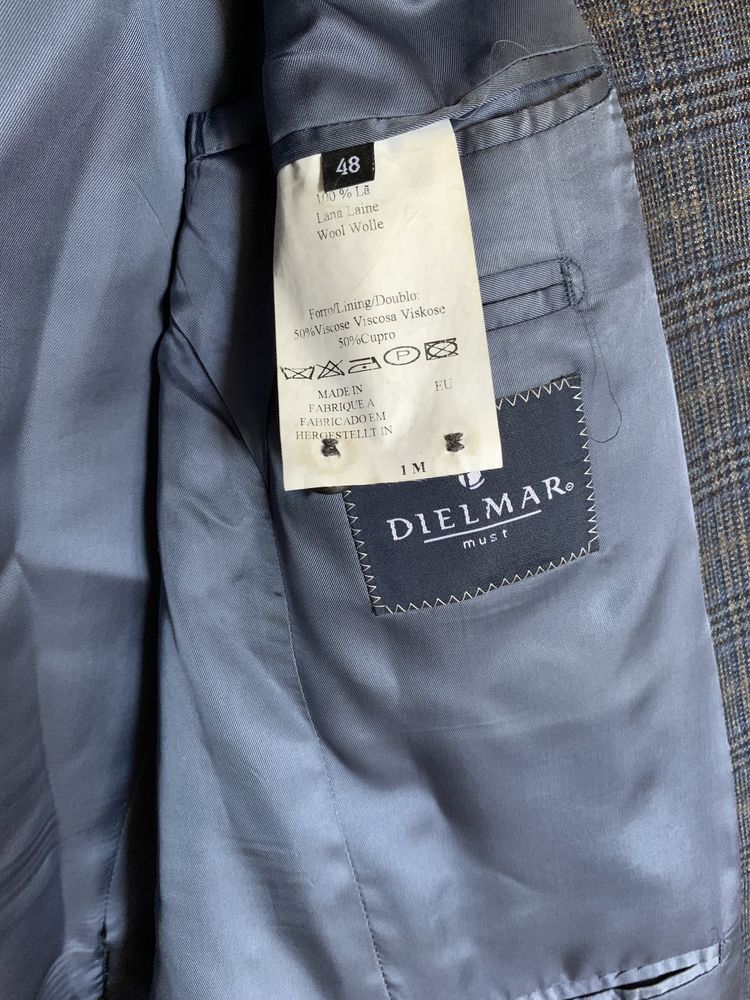 48
100 % Lã
Lana Laine
Wool Wolle
Forro/Lining/Doublo:
50%Viscose Viscosa Viskose
50%Cupro
P
MADE IN EU
FABRIQUE A
FABRICADO EM
HERGESTELLT IN
1 M
DIELMAR
must